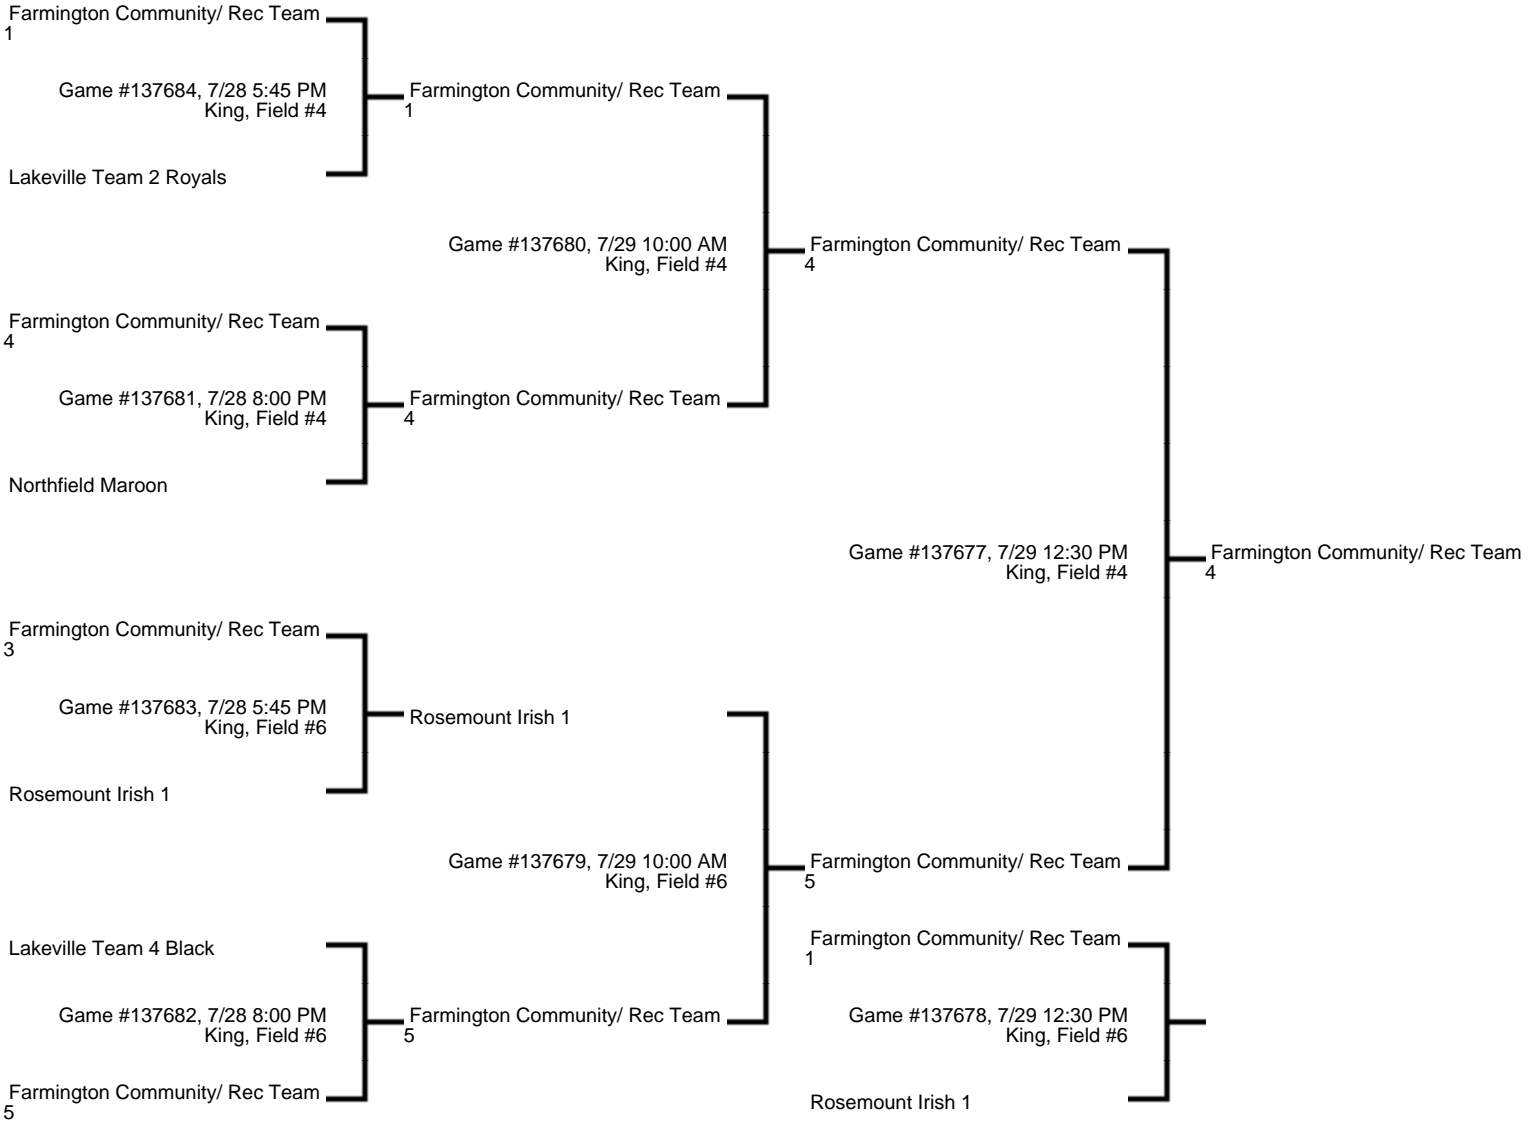 Farmington Community/ Rec Team
1
Game #137684, 7/28 5:45 PM
King, Field #4
Lakeville Team 2 Royals
Farmington Community/ Rec Team
1
Game #137680, 7/29 10:00 AM
King, Field #4
Farmington Community/ Rec Team
4
Farmington Community/ Rec Team
4
Game #137681, 7/28 8:00 PM
King, Field #4
Northfield Maroon
Farmington Community/ Rec Team
4
Game #137677, 7/29 12:30 PM
King, Field #4
Farmington Community/ Rec Team
4
Farmington Community/ Rec Team
3
Game #137683, 7/28 5:45 PM
King, Field #6
Rosemount Irish 1
Rosemount Irish 1
Game #137679, 7/29 10:00 AM
King, Field #6
Farmington Community/ Rec Team
5
Lakeville Team 4 Black
Game #137682, 7/28 8:00 PM
King, Field #6
Farmington Community/ Rec Team
5
Farmington Community/ Rec Team
5
Farmington Community/ Rec Team
1
Game #137678, 7/29 12:30 PM
King, Field #6
Rosemount Irish 1